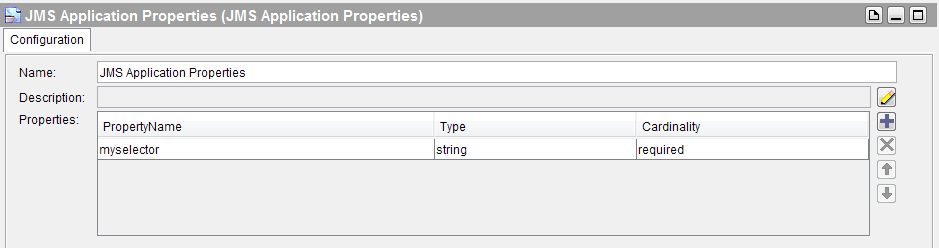 JMS Application Properties (JMS Application Properties)
Configuration
Name: JMS Application Properties
Description:
Properties: PropertyName Type Cardinality
myselector string required